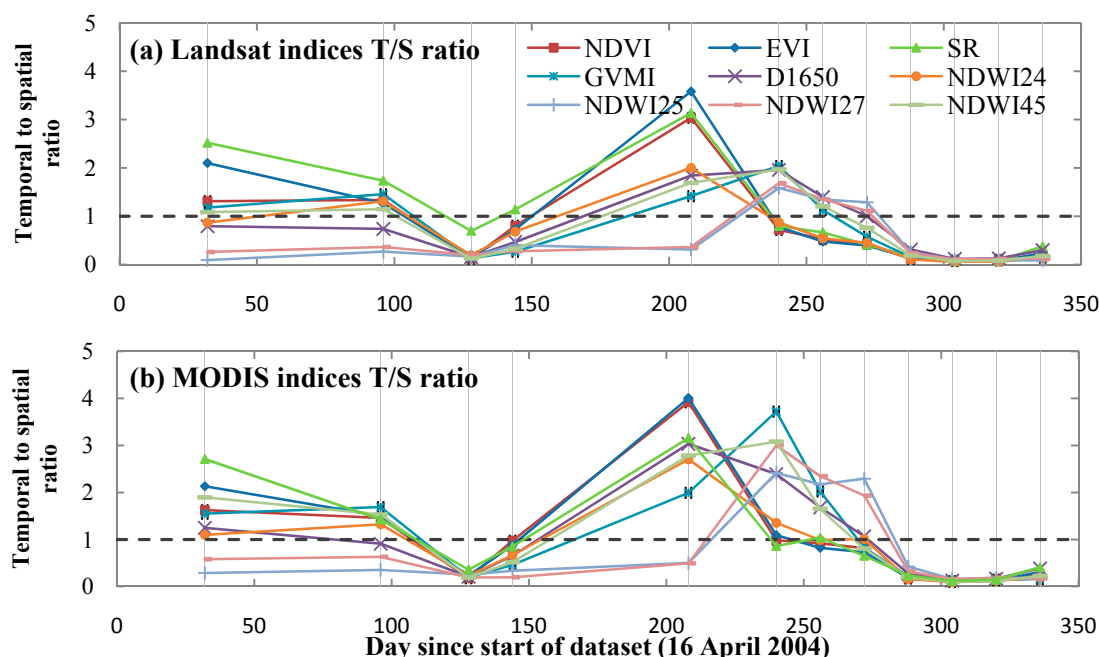 (a) Landsat indices T/S ratio
NDVI EVI SR
GVMI D1650 NDWI24
NDWI25 NDWI27 NDWI45
Temporal to spatial
ratio
5
4
3
2
1
0
0 50 100 150 200 250 300 350
(b) MODIS indices T/S ratio
Temporal to spatial
ratio
5
4
3
2
1
0
0 50 100 150 200 250 300 350
Day since start of dataset (16 April 2004)